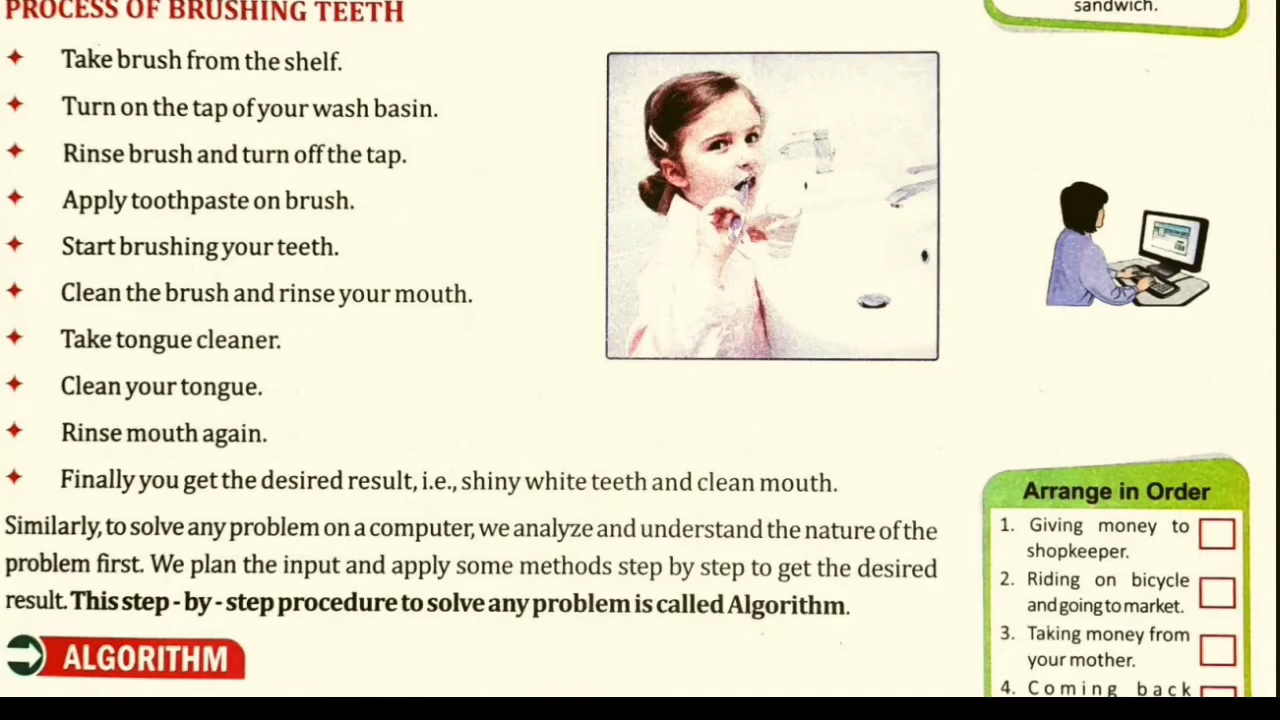 PROCESS OF BRUSHING TEETH
Take brush from the shelf.
Turn on the tap of your wash basin.
Rinse brush and turn off the tap.
Apply toothpaste on brush.
Start brushing your teeth.
Clean the brush and rinse your mouth.
Take tongue cleaner.
Clean your tongue.
Rinse mouth again.
Finally you get the desired result, i.e., shiny white teeth and clean mouth.
Similarly, to solve any problem on a computer, we analyze and understand the nature of the
problem first. We plan the input and apply some methods step by step to get the desired
result. This step - by - step procedure to solve any problem is called Algorithm.
ALGORITHM
sandwich.
Arrange in Order
1. Giving money to
shopkeeper.
2. Riding on bicycle
and going to market.
3. Taking money from
your mother.
4. Coming back